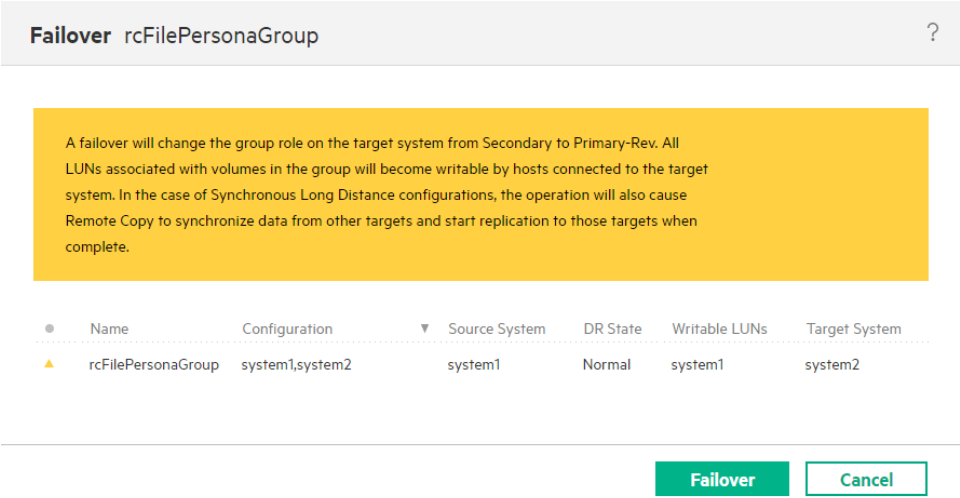 Failover rcFilePersonaGroup ?
A failover will change the group role on the target system from Secondary to Primary-Rev. All
LUNs associated with volumes in the group will become writable by hosts connected to the target
system. In the case of Synchronous Long Distance configurations, the operation will also cause
Remote Copy to synchronize data from other targets and start replication to those targets when
complete.
Name Configuration Source System DR State Writable LUNs Target System
rcFilePersonaGroup system1,system2 system1 Normal system1 system2
Failover Cancel